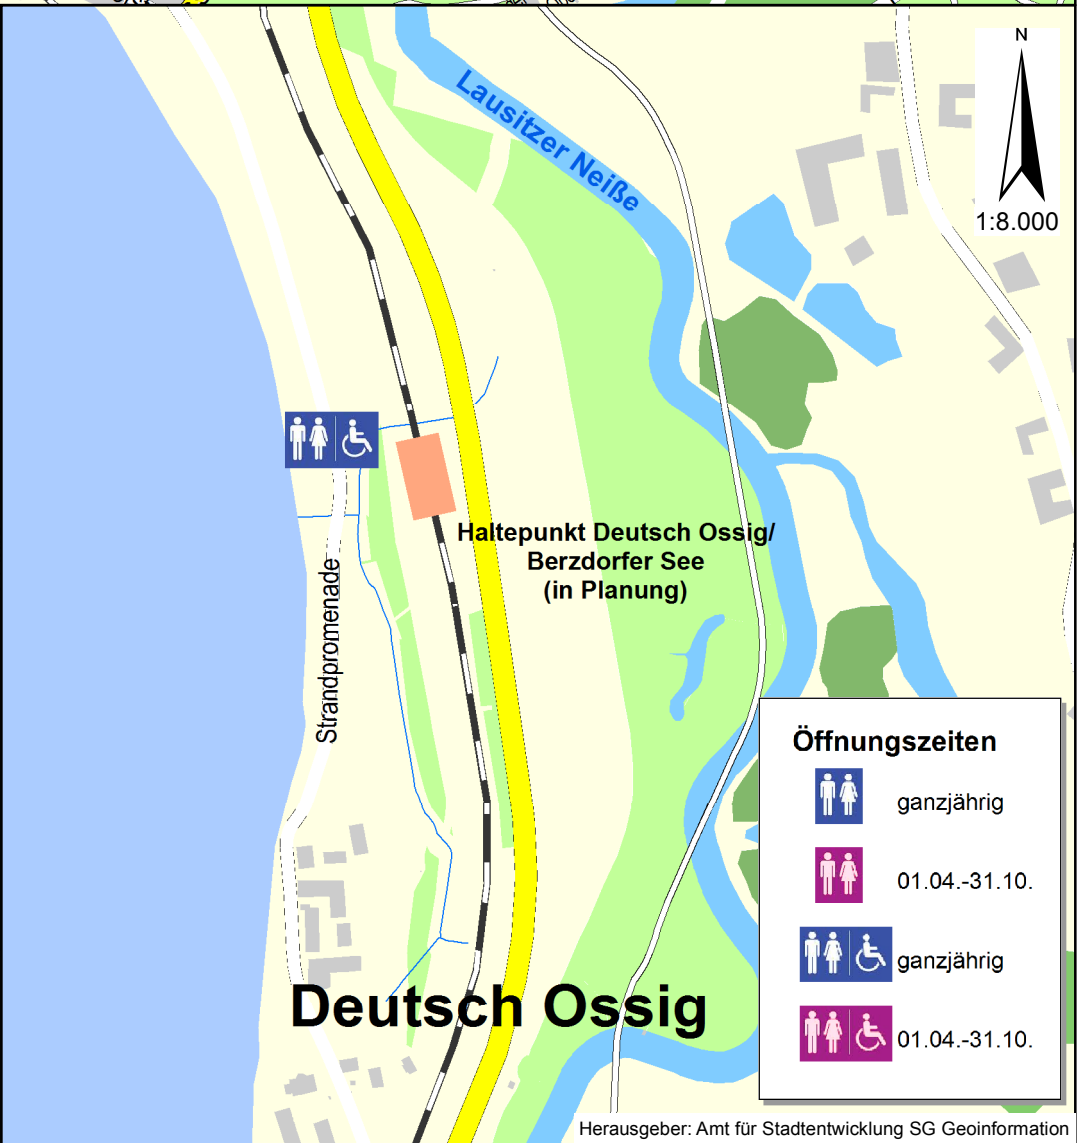 N
1:8.000
Lausitzer Neiße
Haltepunkt Deutsch Ossig/
Berzdorfer See
(in Planung)
Strandpromenade
Deutsch Ossig
Öffnungszeiten
ganzjährig
01.04.-31.10.
ganzjährig
01.04.-31.10.
Herausgeber: Amt für Stadtentwicklung SG Geoinformation